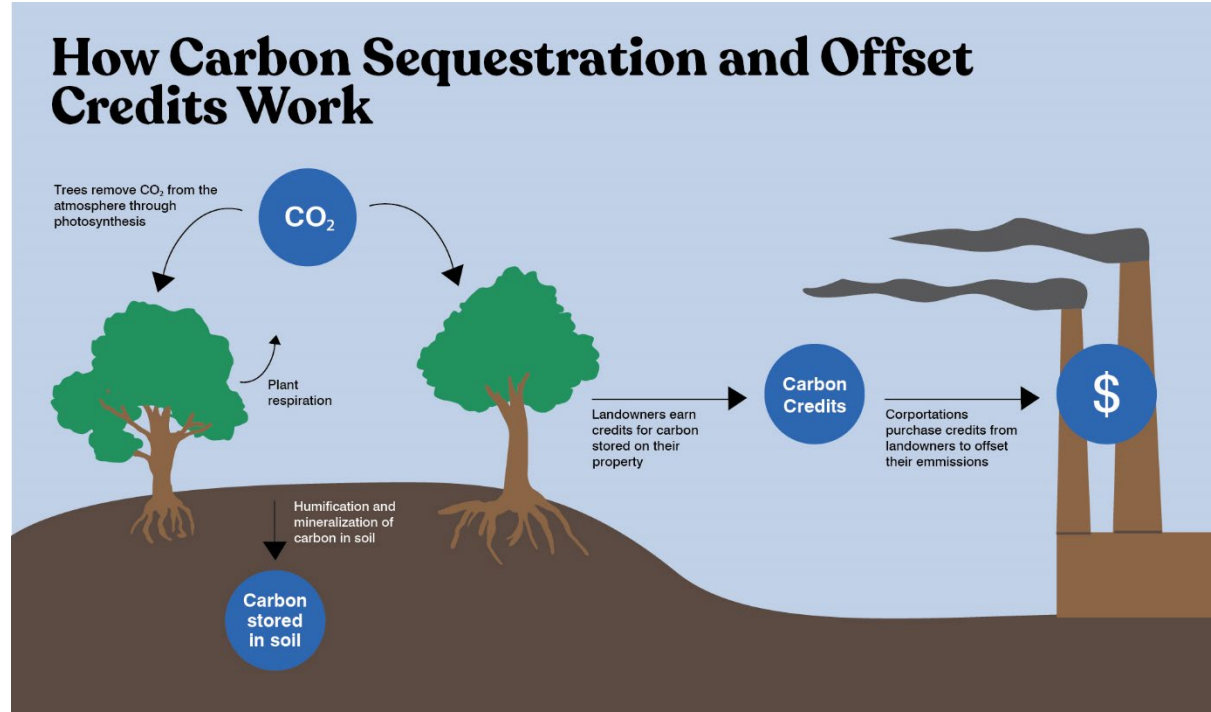 How Carbon Sequestration and Offset
Credits Work
Trees remove CO₂ from the
atmosphere through
photosynthesis
CO₂
Plant
respiration
Landowners earn
credits for carbon
stored on their
property
Carbon
Credits
Corportations
purchase credits from
landowners to offset
their emmissions
$
Humification and
mineralization of
carbon in soil
Carbon
stored
in soil